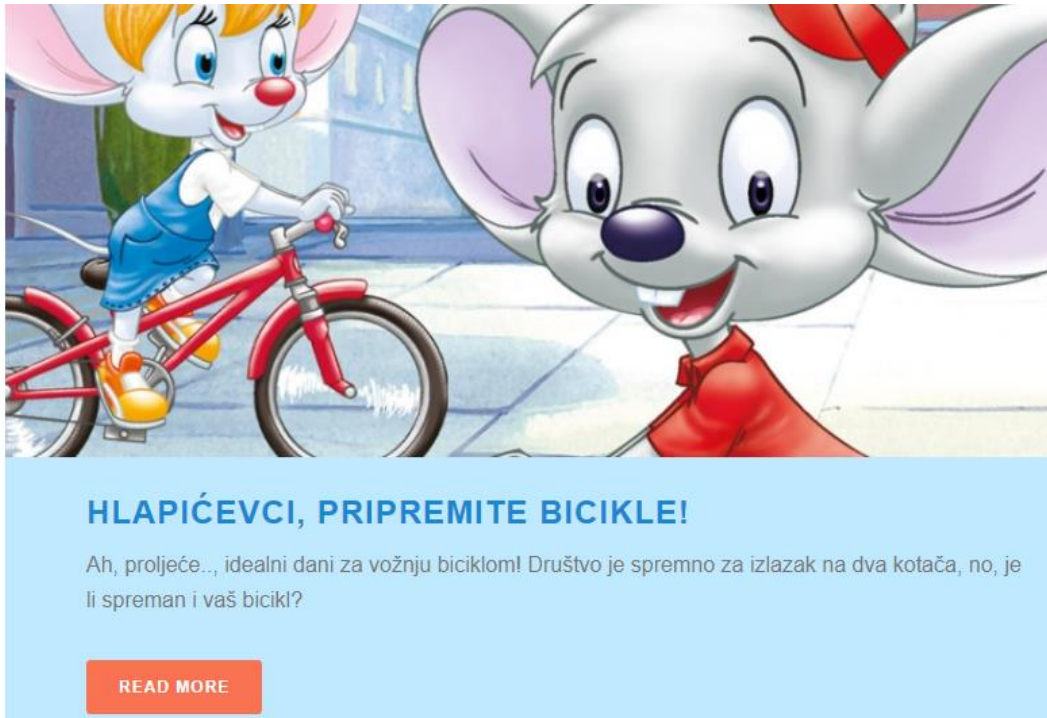 HLAPIĆEVCI, PRIPREMITE BICIKLE!
Ah, proljeće.., idealni dani za vožnju biciklom! Društvo je spremno za izlazak na dva kotača, no, je
li spreman i vaš bicikl?
READ MORE